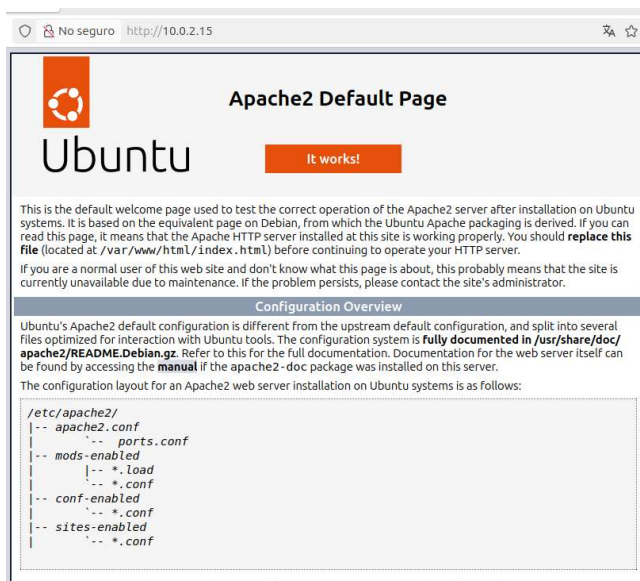 No seguro http://10.0.2.15
Apache2 Default Page
Ubuntu
It works!
This is the default welcome page used to test the correct operation of the Apache2 server after installation on Ubuntu
systems. It is based on the equivalent page on Debian, from which the Ubuntu Apache packaging is derived. If you can
read this page, it means that the Apache HTTP server installed at this site is working properly. You should replace this
file (located at /var/www/html/index.html) before continuing to operate your HTTP server.
If you are a normal user of this web site and don't know what this page is about, this probably means that the site is
currently unavailable due to maintenance. If the problem persists, please contact the site's administrator.
Configuration Overview
Ubuntu's Apache2 default configuration is different from the upstream default configuration, and split into several
files optimized for interaction with Ubuntu tools. The configuration system is fully documented in /usr/share/doc/
apache2/README.Debian.gz. Refer to this for the full documentation. Documentation for the web server itself can
be found by accessing the manual if the apache2-doc package was installed on this server.
The configuration layout for an Apache2 web server installation on Ubuntu systems is as follows:
/etc/apache2/
|-- apache2.conf
|       `--  ports.conf
|-- mods-enabled
|       |-- *.load
|       `-- *.conf
|-- conf-enabled
|       `-- *.conf
|-- sites-enabled
|       `-- *.conf